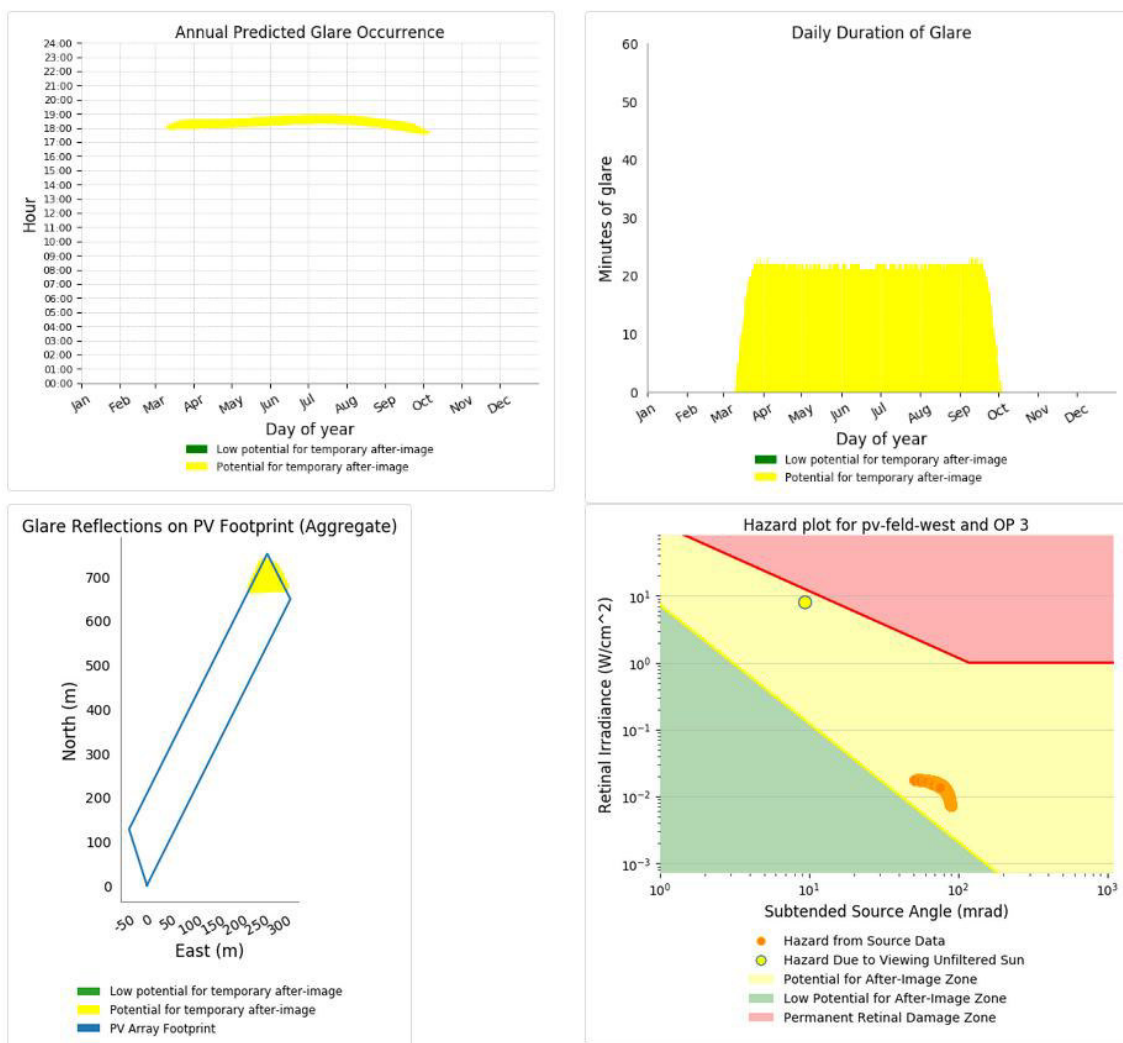 Annual Predicted Glare Occurrence
24:00
23:00
22:00
21:00
20:00
19:00
18:00
17:00
16:00
15:00
14:00
13:00
12:00
11:00
10:00
09:00
08:00
07:00
06:00
05:00
04:00
03:00
02:00
01:00
00:00
Hour
Jan Feb Mar Apr May Jun Jul Aug Sep Oct Nov Dec
Day of year
Low potential for temporary after-image
Potential for temporary after-image
Daily Duration of Glare
60
50
40
30
20
10
0
Minutes of glare
Jan Feb Mar Apr May Jun Jul Aug Sep Oct Nov Dec
Day of year
Low potential for temporary after-image
Potential for temporary after-image
Glare Reflections on PV Footprint (Aggregate)
700
600
500
400
300
200
100
0
North (m)
-50 0 50 100 150 200 250 300
East (m)
Low potential for temporary after-image
Potential for temporary after-image
PV Array Footprint
Hazard plot for pv-feld-west and OP 3
10^1
10^0
10^-1
10^-2
10^-3
Retinal Irradiance (W/cm^2)
10^0 10^1 10^2 10^3
Subtended Source Angle (mrad)
Hazard from Source Data
Hazard Due to Viewing Unfiltered Sun
Potential for After-Image Zone
Low Potential for After-Image Zone
Permanent Retinal Damage Zone